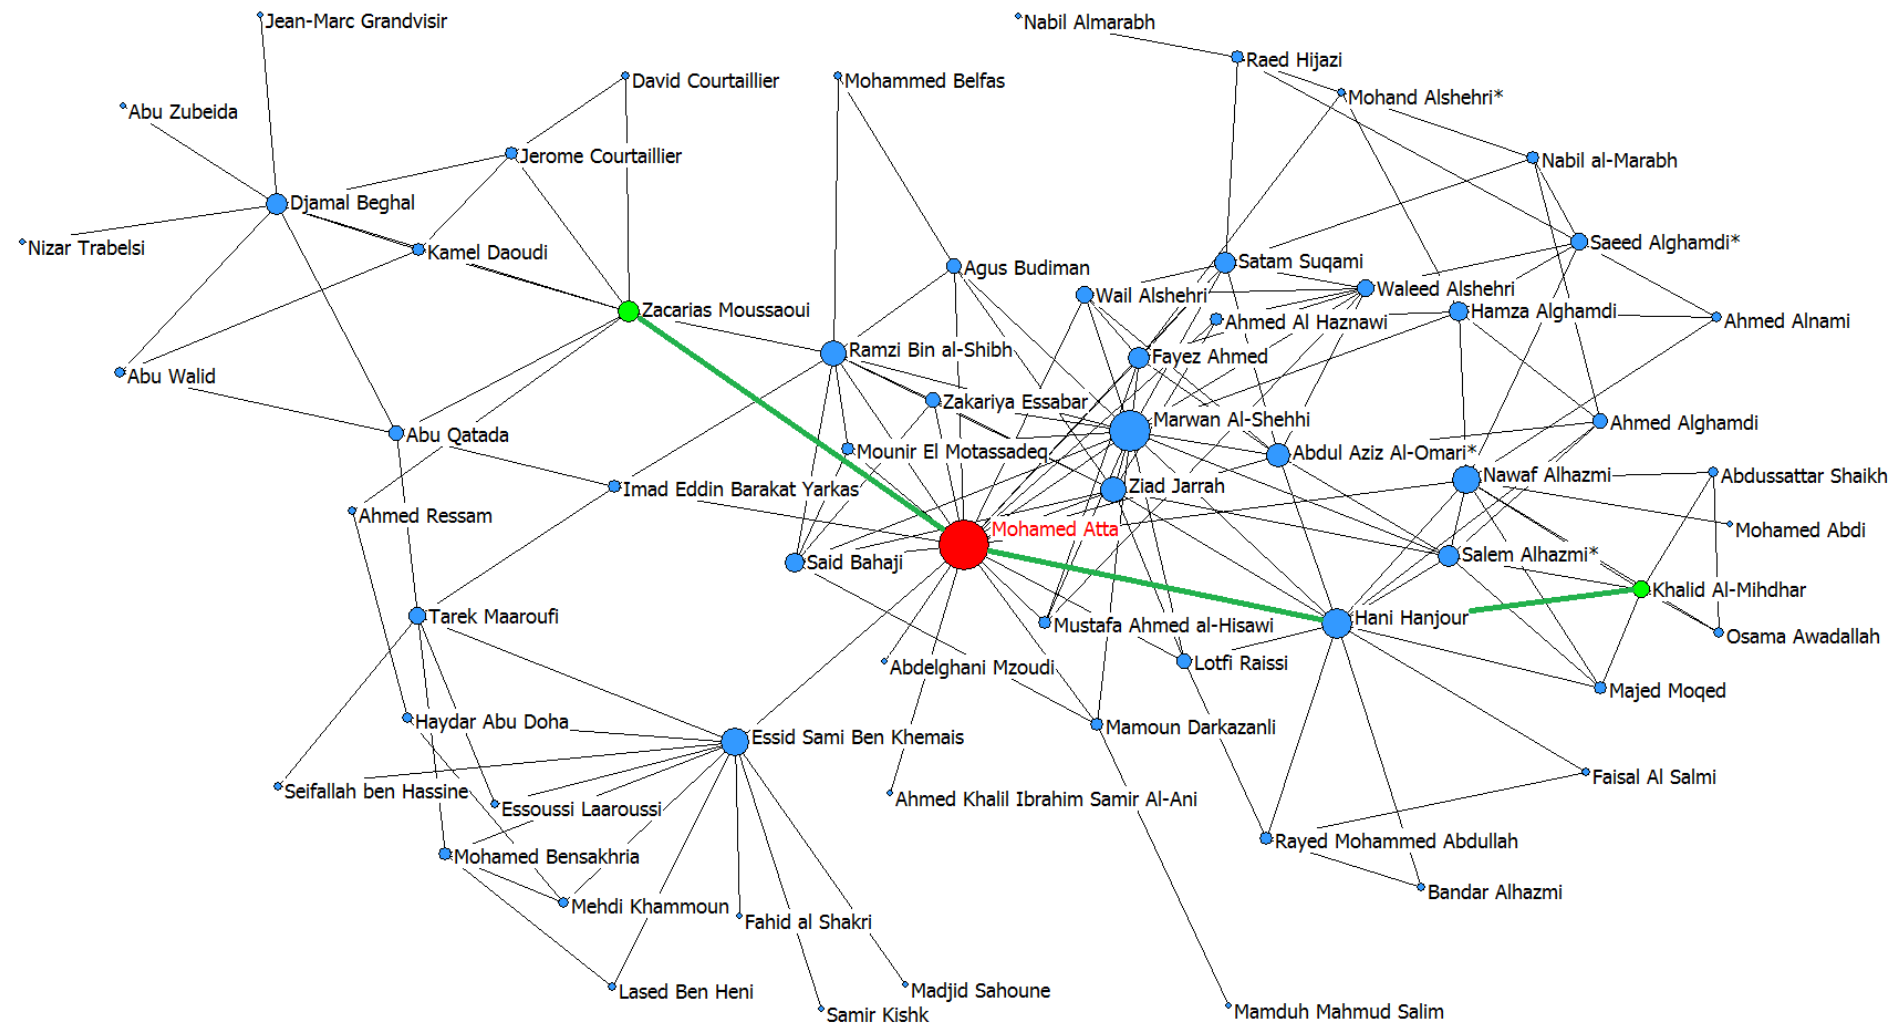 Jean-Marc Grandvisir
Nabil Almarabh
Raed Hijazi
David Courtaillier
Mohammed Belfas
Mohand Alshehri*
Abu Zubeida
Jerome Courtaillier
Nabil al-Marabh
Djamal Beghal
Saeed Alghamdi*
Nizar Trabelsi
Kamel Daoudi
Agus Budiman
Satam Suqami
Waleed Alshehri
Wail Alshehri
Zacarias Moussaoui
Hamza Alghamdi
Ahmed Al Haznawi
Ahmed Alnami
Ramzi Bin al-Shibh
Fayez Ahmed
Abu Walid
Zakariya Essabar
Marwan Al-Shehhi
Ahmed Alghamdi
Abu Qatada
Mounir El Motassadeq
Abdul Aziz Al-Omari*
Nawaf Alhazmi
Abdussattar Shaikh
Imad Eddin Barakat Yarkas
Ziad Jarrah
Ahmed Ressam
Mohamed Atta
Mohamed Abdi
Said Bahaji
Salem Alhazmi*
Khalid Al-Mihdhar
Tarek Maaroufi
Hani Hanjour
Mustafa Ahmed al-Hisawi
Osama Awadallah
Abdelghani Mzoudi
Lotfi Raissi
Majed Moqed
Haydar Abu Doha
Mamoun Darkazanli
Essid Sami Ben Khemais
Faisal Al Salmi
Seifallah ben Hassine
Ahmed Khalil Ibrahim Samir Al-Ani
Essoussi Laaroussi
Rayed Mohammed Abdullah
Mohamed Bensakhria
Bandar Alhazmi
Mehdi Khammoun
Fahid al Shakri
Lased Ben Heni
Madjid Sahoune
Samir Kishk
Mamduh Mahmud Salim